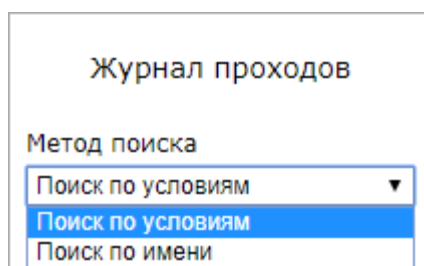 Журнал проходов
Метод поиска
Поиск по условиям
Поиск по условиям
Поиск по имени